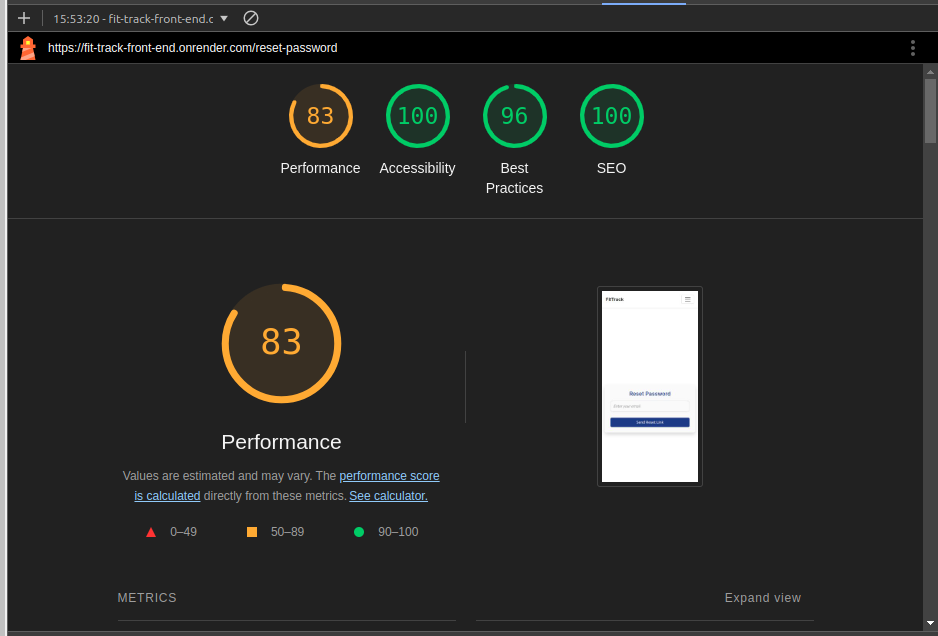 15:53:20 - fit-track-front-end.c
https://fit-track-front-end.onrender.com/reset-password
83 100 96 100
Performance Accessibility Best Practices SEO
83
Performance
Values are estimated and may vary. The performance score
is calculated directly from these metrics. See calculator.
0–49 50–89 90–100
FitTrack
Reset Password
Enter your email
Send Reset Link
METRICS Expand view